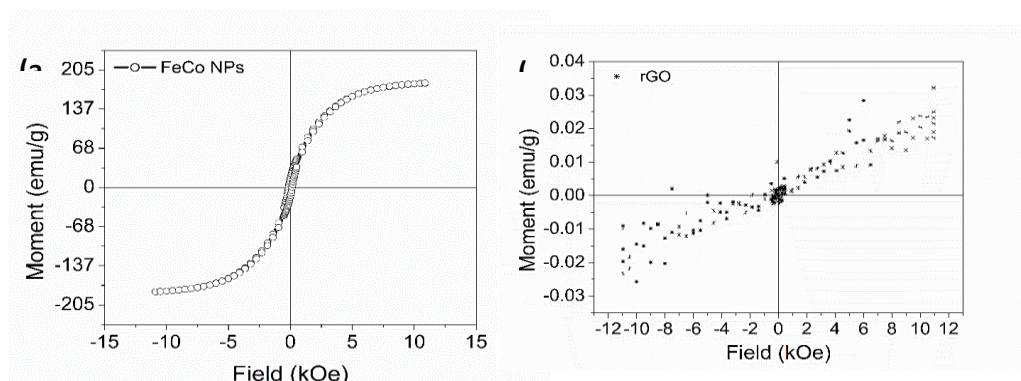 FeCo NPs
Moment (emu/g)
205
137
68
0
-68
-137
-205
-15 -10 -5 0 5 10 15
Field (kOe)
rGO
Moment (emu/g)
0.04
0.03
0.02
0.01
0.00
-0.01
-0.02
-0.03
-12 -10 -8 -6 -4 -2 0 2 4 6 8 10 12
Field (kOe)